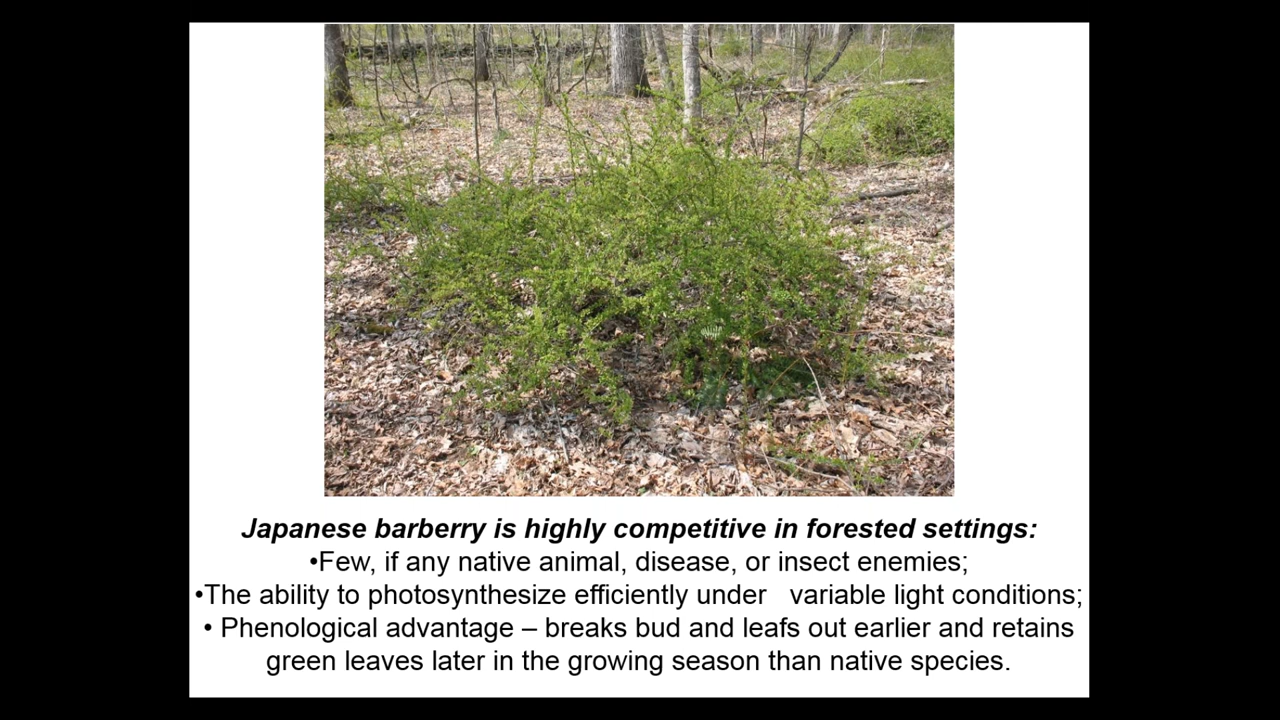 Japanese barberry is highly competitive in forested settings:
•Few, if any native animal, disease, or insect enemies;
•The ability to photosynthesize efficiently under   variable light conditions;
• Phenological advantage – breaks bud and leafs out earlier and retains
green leaves later in the growing season than native species.